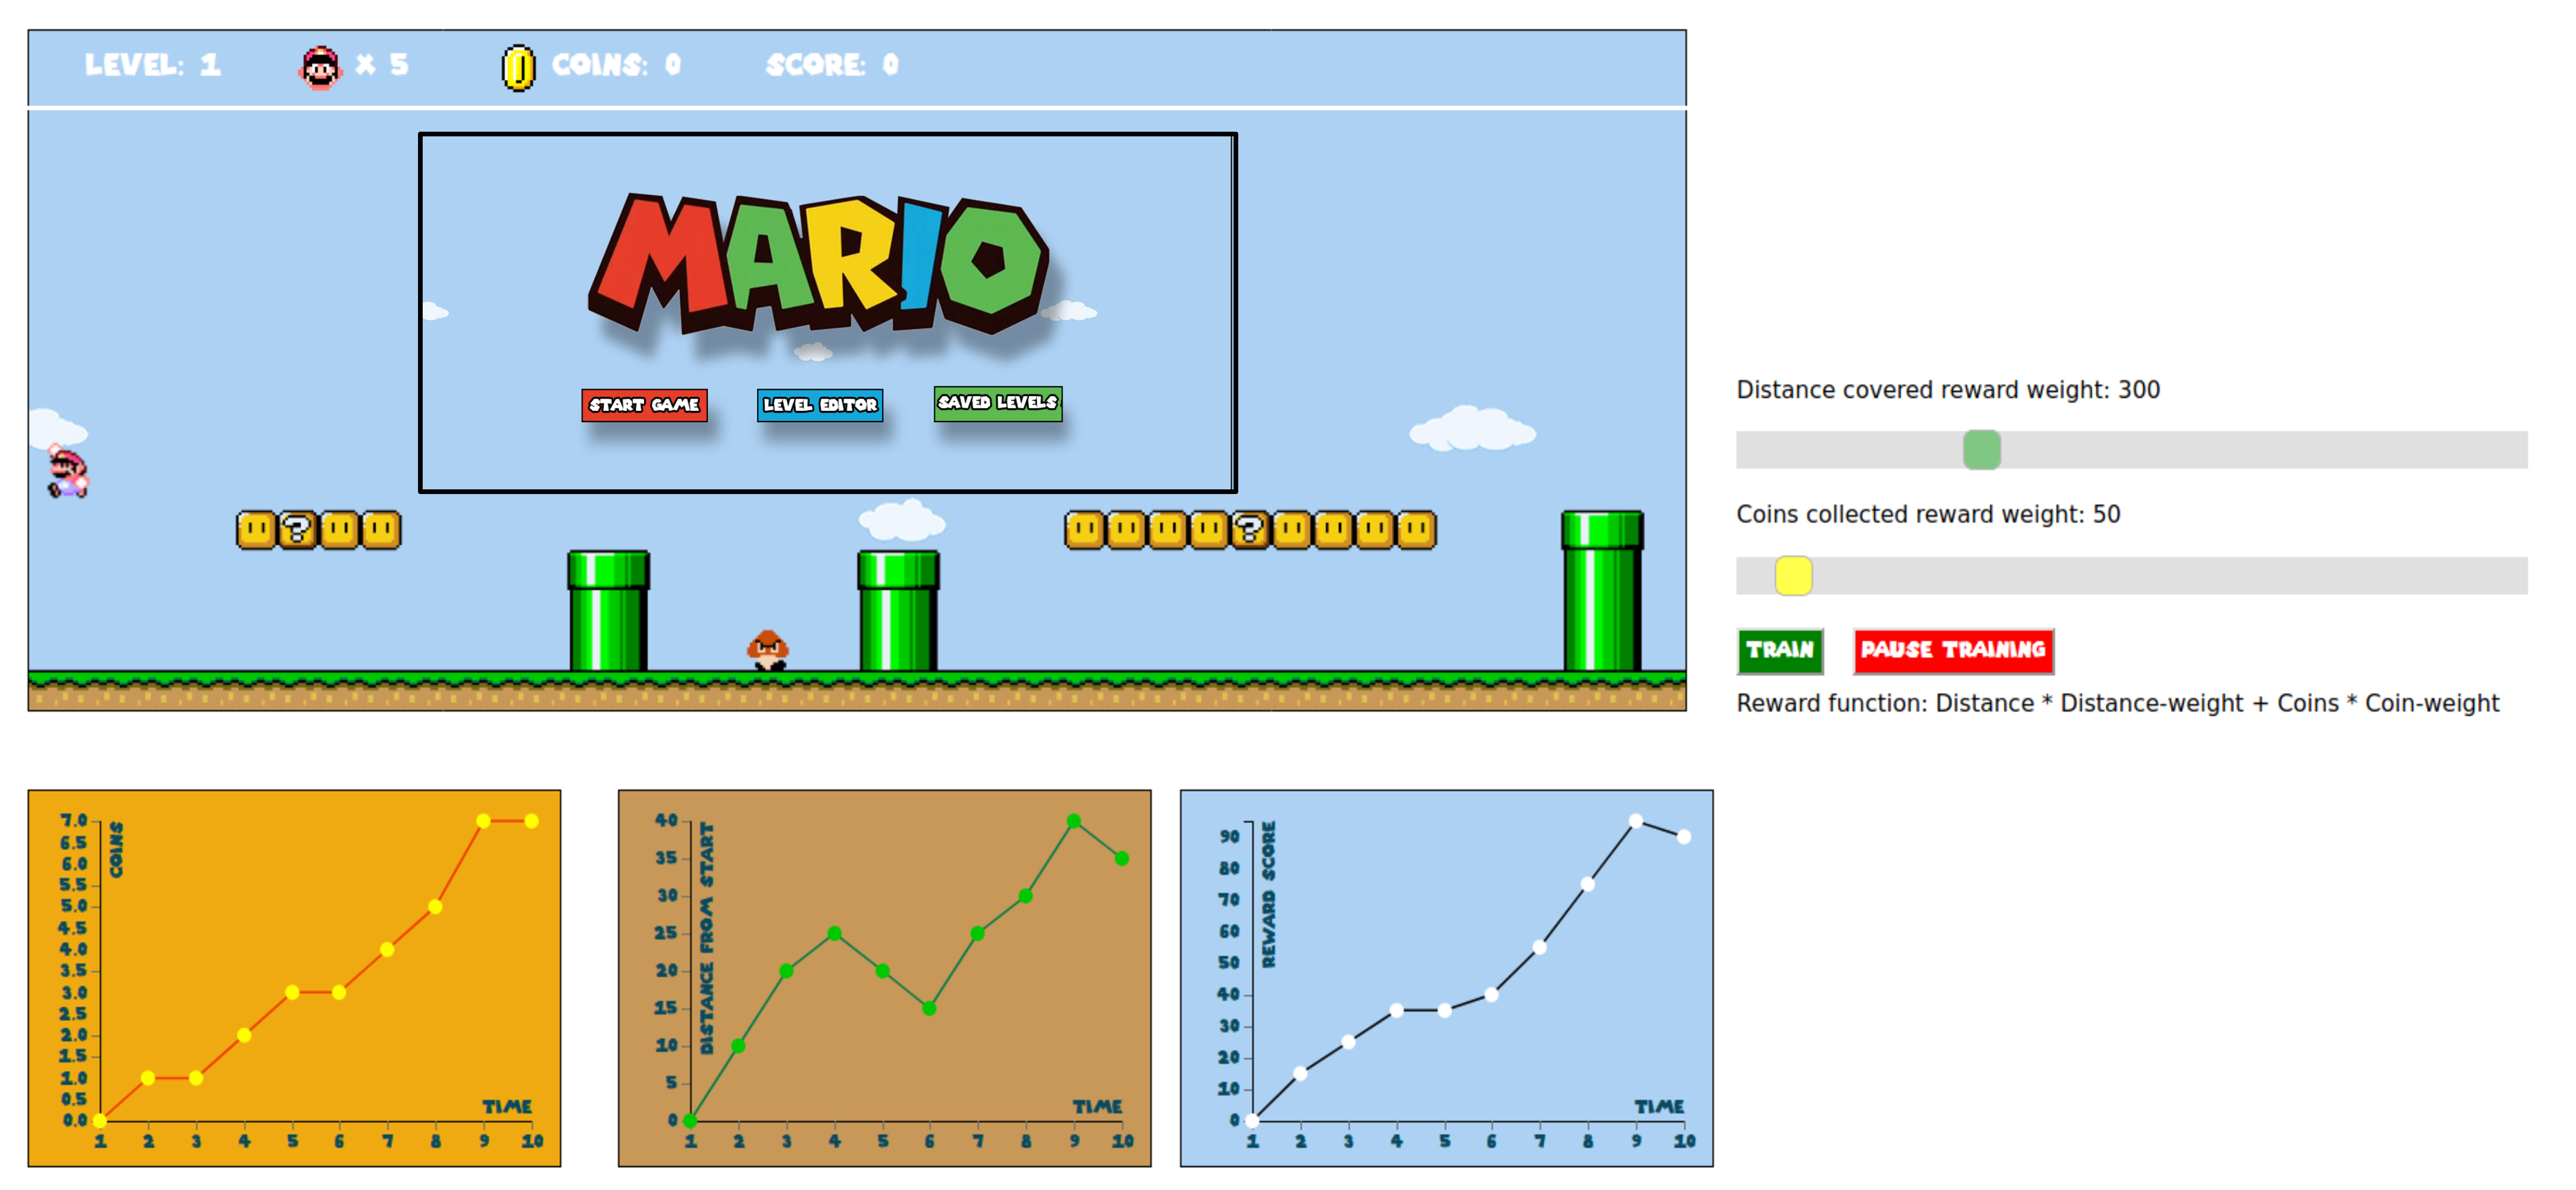 LEVEL: 1 X 5 COINS: 0 SCORE: 0
MARIO
START GAME LEVEL EDITOR SAVED LEVELS
? ?
Distance covered reward weight: 300
Coins collected reward weight: 50
TRAIN PAUSE TRAINING
Reward function: Distance * Distance-weight + Coins * Coin-weight
7.0
6.5
6.0
5.5
5.0
4.5
4.0
3.5
3.0
2.5
2.0
1.5
1.0
0.5
0.0
COINS
TIME
1 2 3 4 5 6 7 8 9 10
40
35
30
25
20
15
10
5
0
DISTANCE FROM START
TIME
1 2 3 4 5 6 7 8 9 10
90
80
70
60
50
40
30
20
10
0
REWARD SCORE
TIME
1 2 3 4 5 6 7 8 9 10